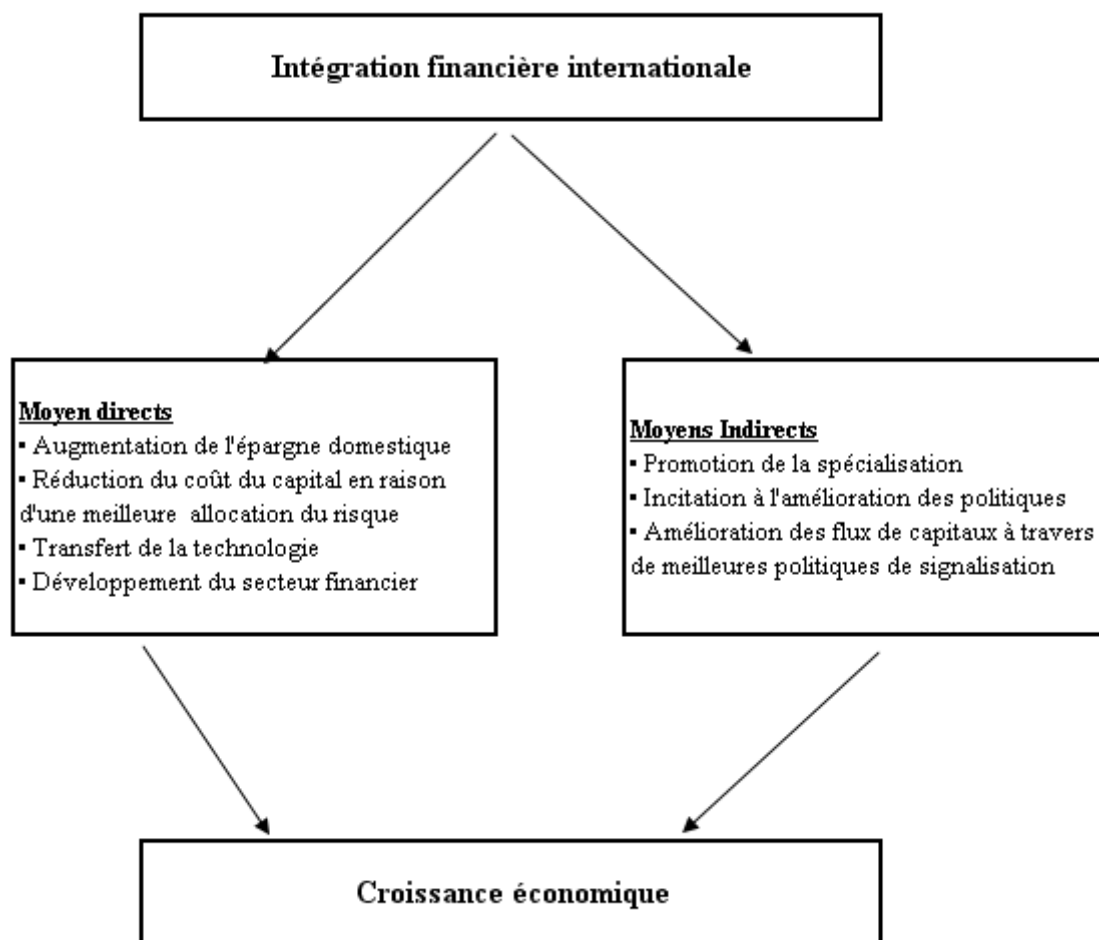 Intégration financière internationale
Moyen directs
▪ Augmentation de l'épargne domestique
▪ Réduction du coût du capital en raison
d'une meilleure allocation du risque
▪ Transfert de la technologie
▪ Développement du secteur financier
Moyens Indirects
▪ Promotion de la spécialisation
▪ Incitation à l'amélioration des politiques
▪ Amélioration des flux de capitaux à travers
de meilleures politiques de signalisation
Croissance économique